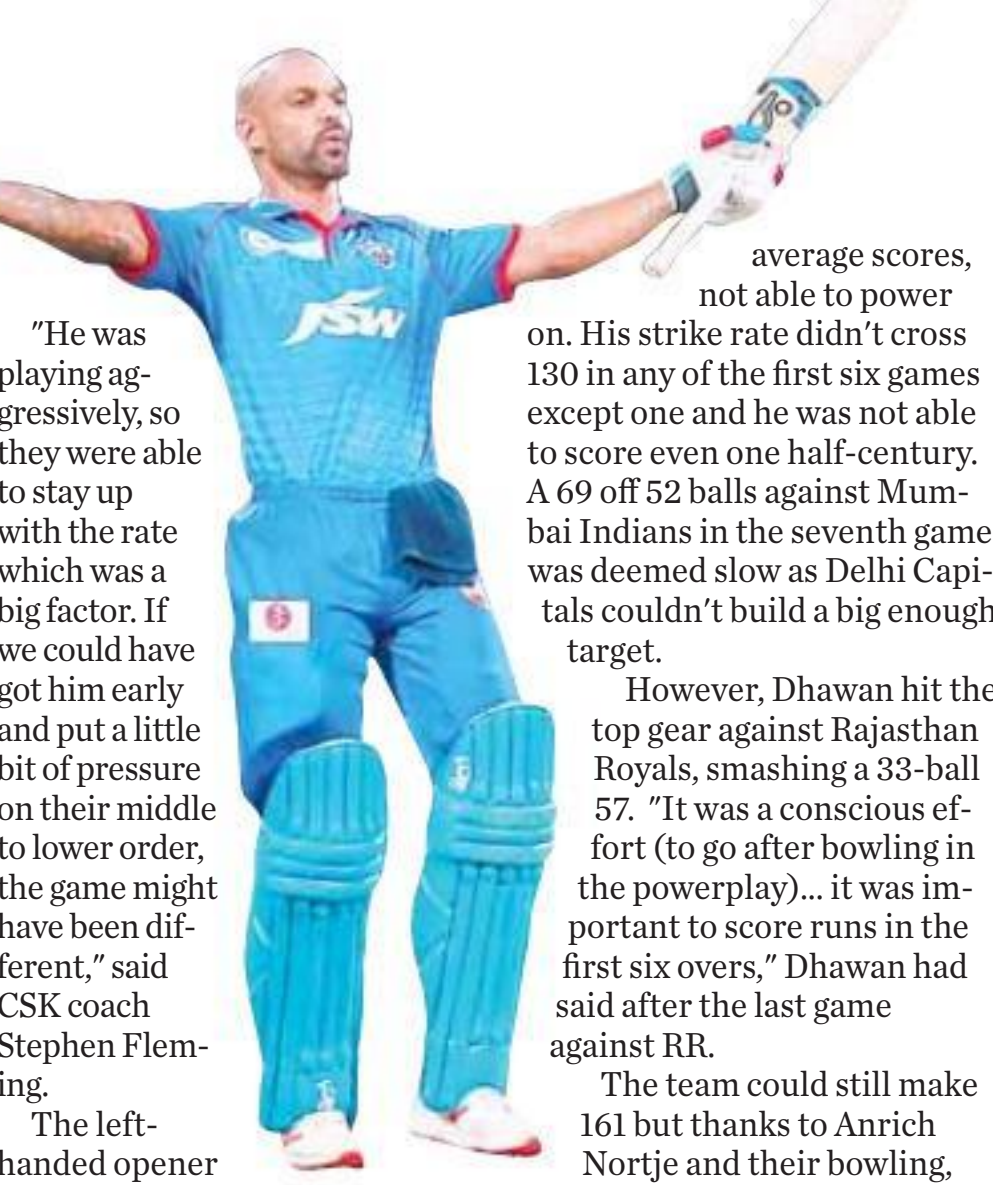 "He was
playing ag-
gressively, so
they were able
to stay up
with the rate
which was a
big factor. If
we could have
got him early
and put a little
bit of pressure
on their middle
to lower order,
the game might
have been dif-
ferent," said
CSK coach
Stephen Flem-
ing.
The left-
handed opener
JSW
average scores,
not able to power
on. His strike rate didn't cross
130 in any of the first six games
except one and he was not able
to score even one half-century.
A 69 off 52 balls against Mum-
bai Indians in the seventh game
was deemed slow as Delhi Capi-
tals couldn't build a big enough
target.
However, Dhawan hit the
top gear against Rajasthan
Royals, smashing a 33-ball
57. "It was a conscious ef-
fort (to go after bowling in
the powerplay)... it was im-
portant to score runs in the
first six overs," Dhawan had
said after the last game
against RR.
The team could still make
161 but thanks to Anrich
Nortje and their bowling,